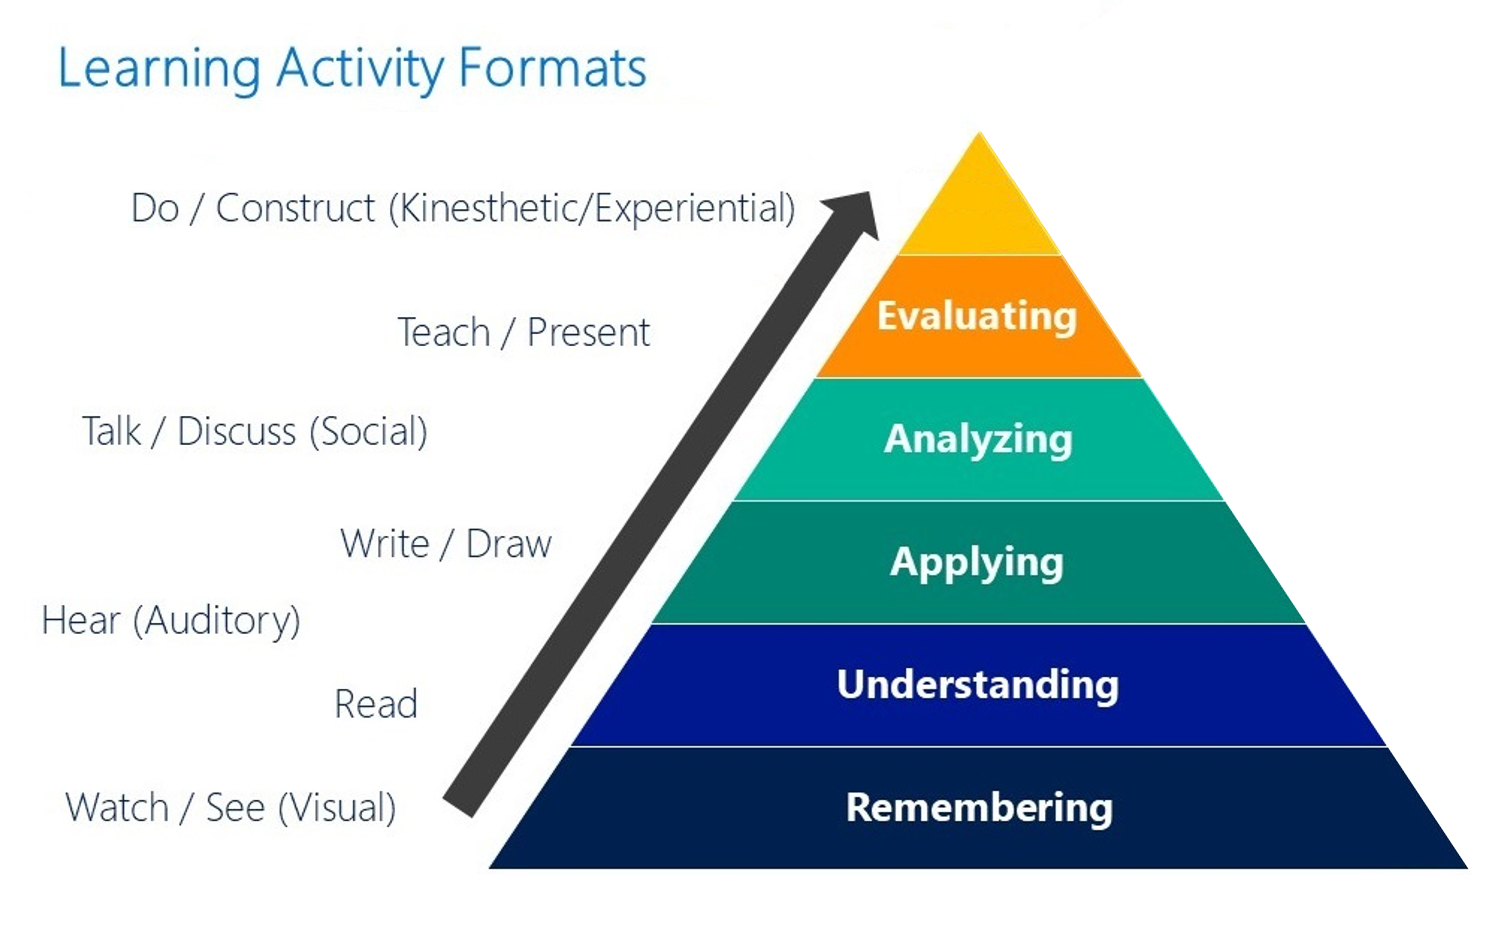 Learning Activity Formats
Do / Construct (Kinesthetic/Experiential)
Teach / Present
Talk / Discuss (Social)
Write / Draw
Hear (Auditory)
Read
Watch / See (Visual)
Evaluating
Analyzing
Applying
Understanding
Remembering